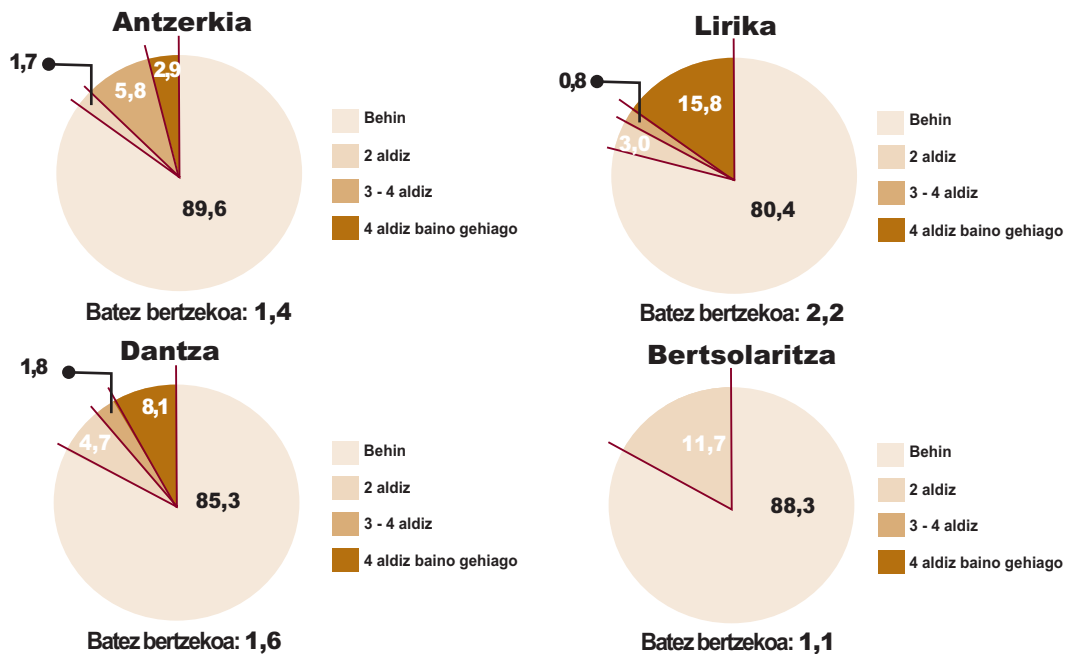 Antzerkia
1,7
2,9
5,8
89,6
Behin
2 aldiz
3 - 4 aldiz
4 aldiz baino gehiago
Batez bertzekoa: 1,4
Lirika
0,8
15,8
3,0
80,4
Behin
2 aldiz
3 - 4 aldiz
4 aldiz baino gehiago
Batez bertzekoa: 2,2
Dantza
1,8
8,1
4,7
85,3
Behin
2 aldiz
3 - 4 aldiz
4 aldiz baino gehiago
Batez bertzekoa: 1,6
Bertsolaritza
11,7
88,3
Behin
2 aldiz
3 - 4 aldiz
4 aldiz baino gehiago
Batez bertzekoa: 1,1